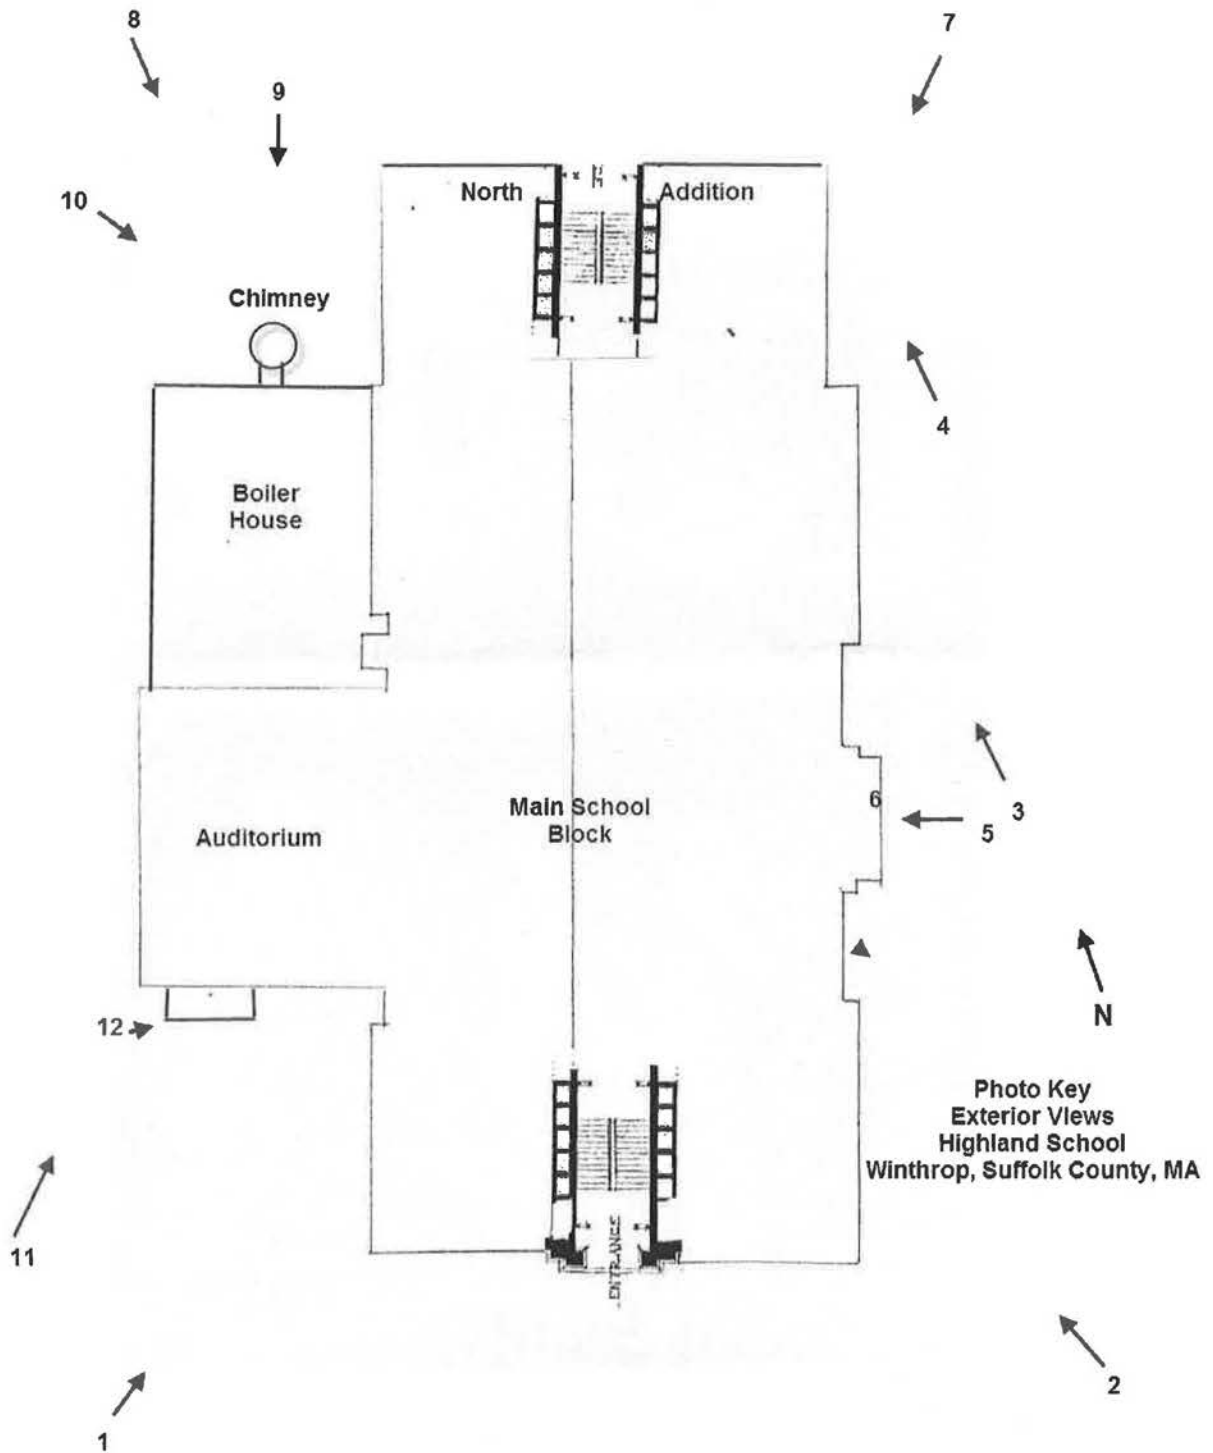 8
7
9
North
Addition
10
Chimney
4
Boiler
House
Main School
Block
6
3
5
Auditorium
N
12
Photo Key
Exterior Views
Highland School
Winthrop, Suffolk County, MA
ENTRANCE
11
2
1